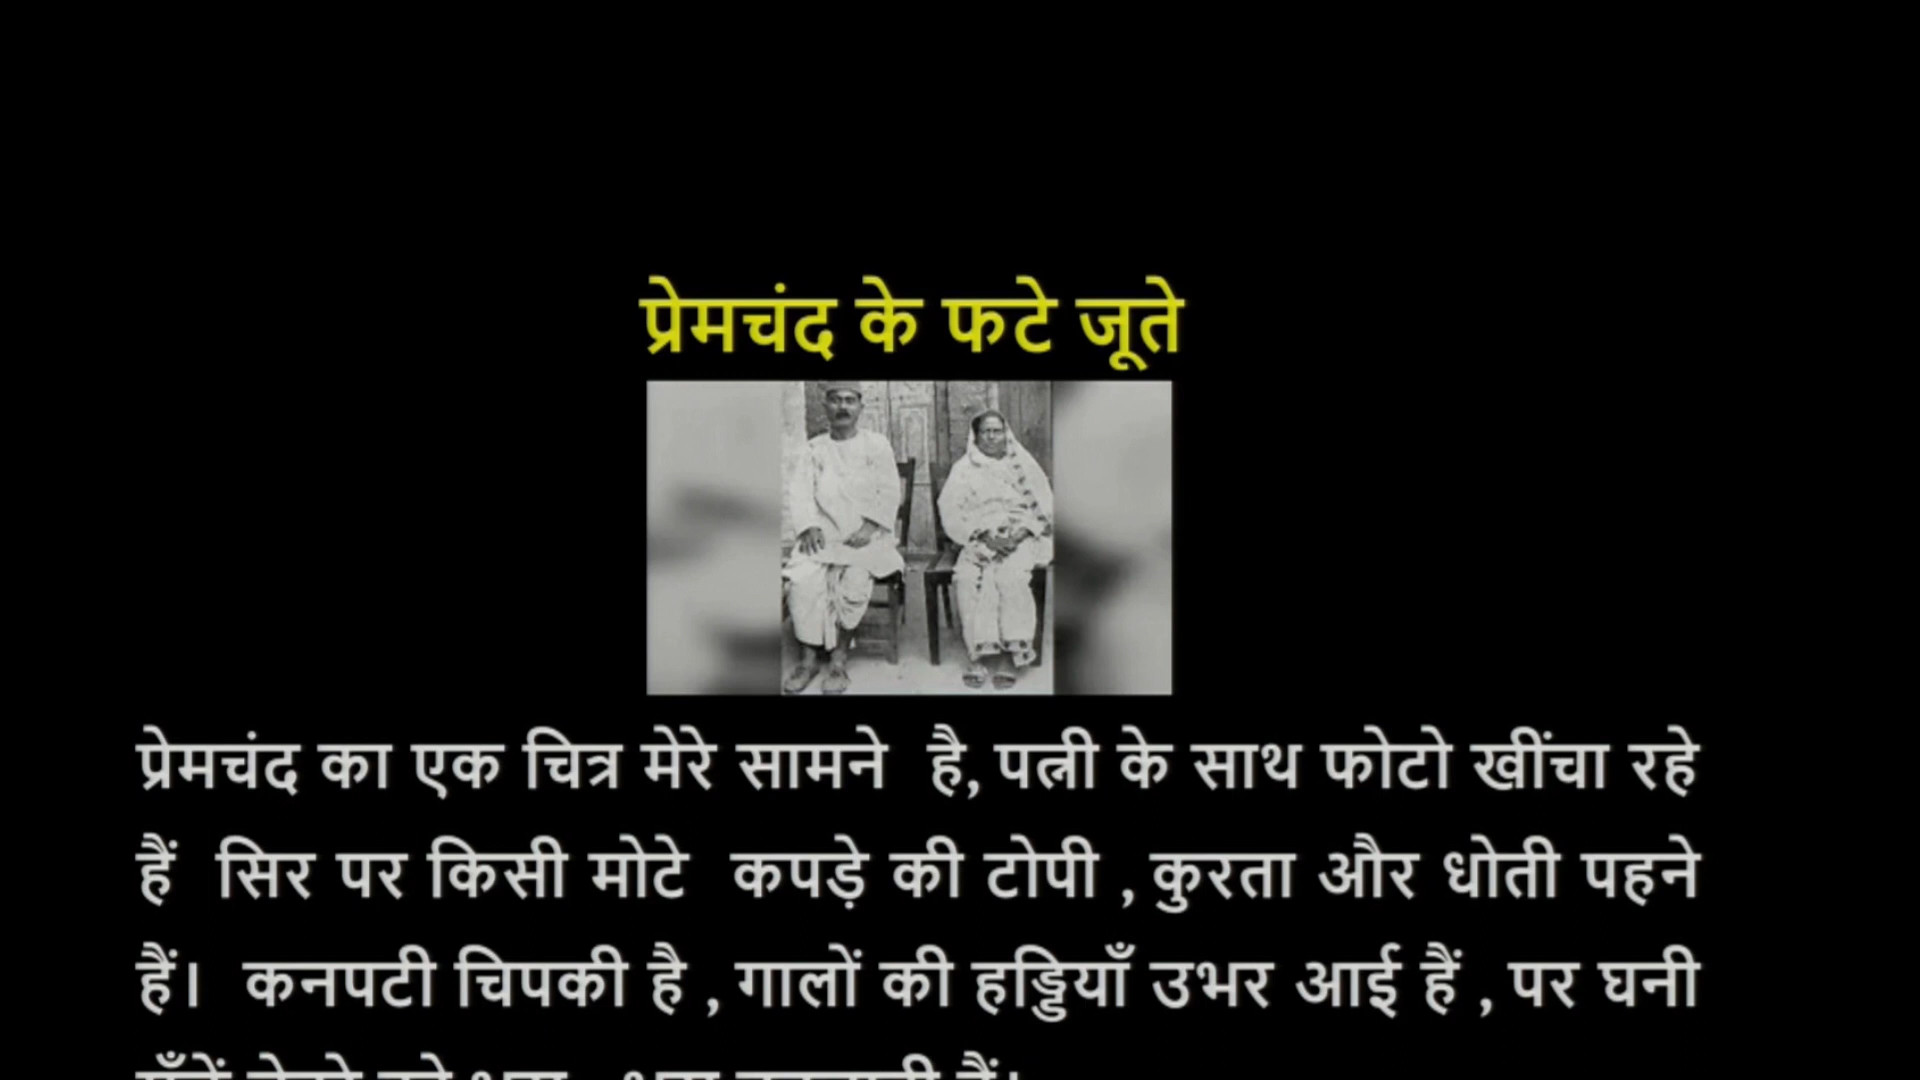 प्रेमचंद के फटे जूते
प्रेमचंद का एक चित्र मेरे सामने है, पत्नी के साथ फोटो खींचा रहे
हैं सिर पर किसी मोटे कपड़े की टोपी , कुरता और धोती पहने
हैं। कनपटी चिपकी है , गालों की हड्डियाँ उभर आई हैं , पर घनी